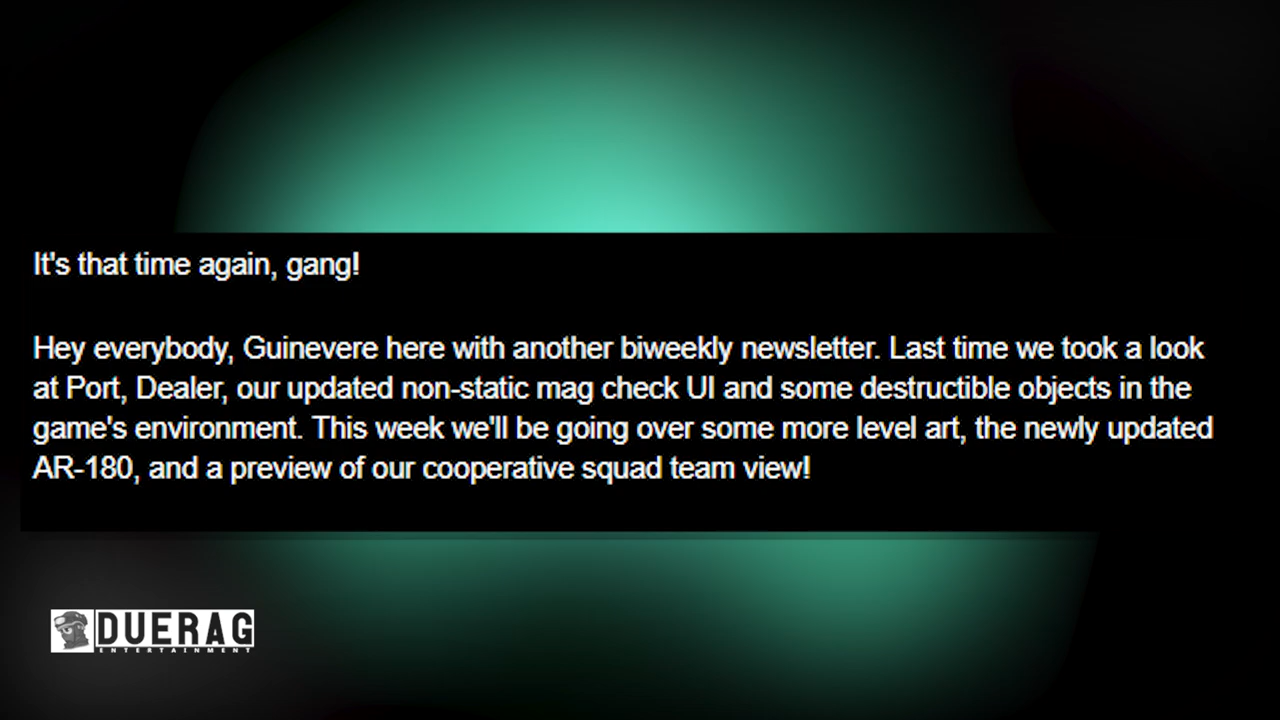 It's that time again, gang!
Hey everybody, Guinevere here with another biweekly newsletter. Last time we took a look
at Port, Dealer, our updated non-static mag check UI and some destructible objects in the
game's environment. This week we'll be going over some more level art, the newly updated
AR-180, and a preview of our cooperative squad team view!
DUERAG
ENTERTAINMENT